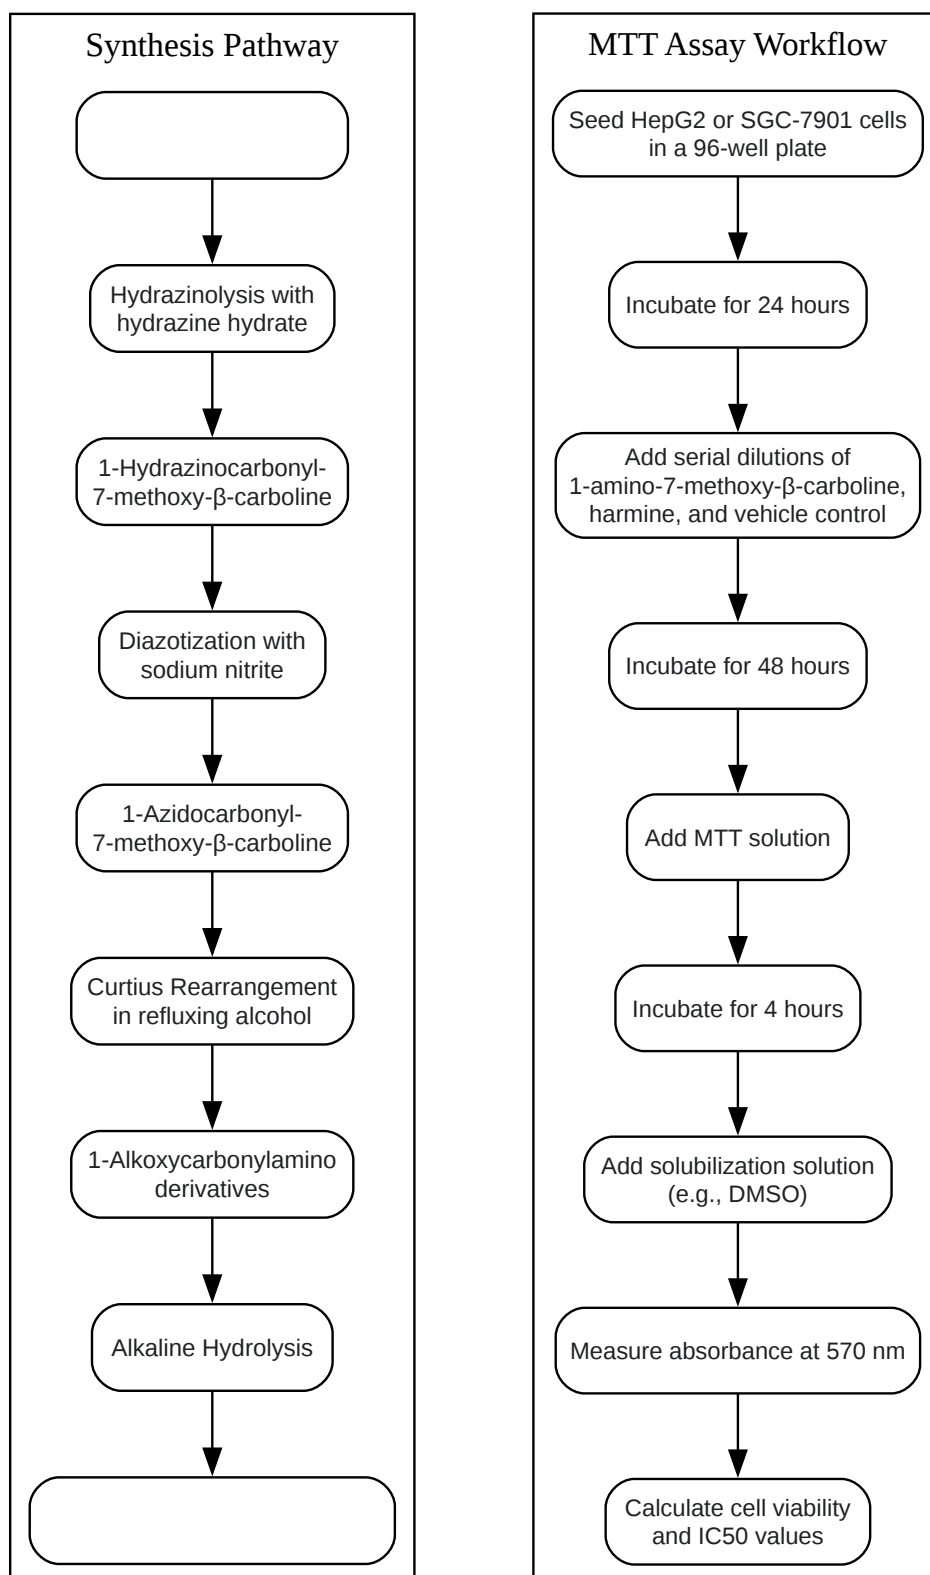 Synthesis Pathway
Hydrazinolysis with
hydrazine hydrate
1-Hydrazinocarbonyl-
7-methoxy-β-carboline
Diazotization with
sodium nitrite
1-Azidocarbonyl-
7-methoxy-β-carboline
Curtius Rearrangement
in refluxing alcohol
1-Alkoxycarbonylamino
derivatives
Alkaline Hydrolysis
MTT Assay Workflow
Seed HepG2 or SGC-7901 cells
in a 96-well plate
Incubate for 24 hours
Add serial dilutions of
1-amino-7-methoxy-β-carboline,
harmine, and vehicle control
Incubate for 48 hours
Add MTT solution
Incubate for 4 hours
Add solubilization solution
(e.g., DMSO)
Measure absorbance at 570 nm
Calculate cell viability
and IC50 values